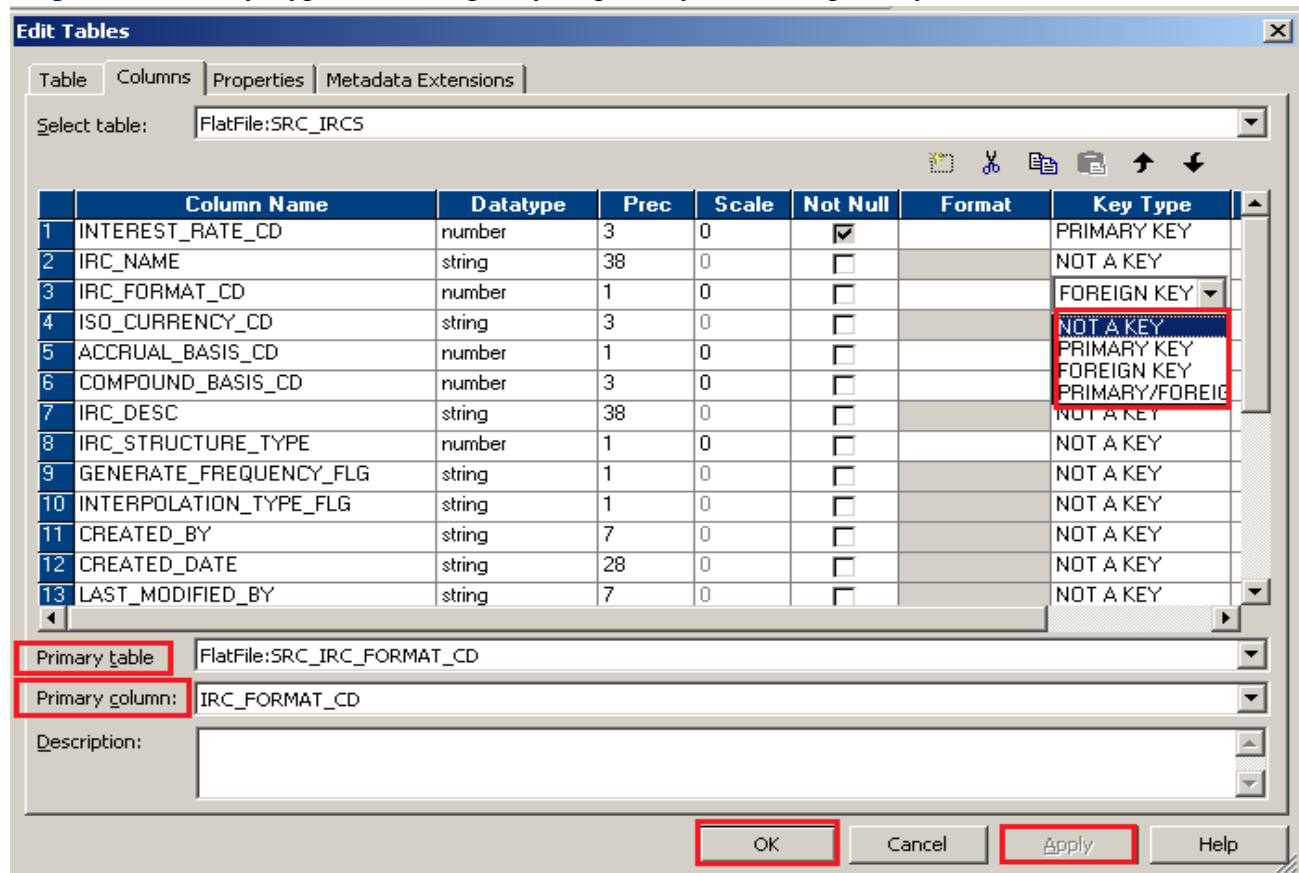 Edit Tables
Table Columns Properties Metadata Extensions
Select table: FlatFile:SRC_IRCS
Column Name Datatype Prec Scale Not Null Format Key Type
1 INTEREST_RATE_CD number 3 0 PRIMARY KEY
2 IRC_NAME string 38 0 NOT A KEY
3 IRC_FORMAT_CD number 1 0 FOREIGN KEY
4 ISO_CURRENCY_CD string 3 0 NOT A KEY
5 ACCRUAL_BASIS_CD number 1 0 PRIMARY KEY
FOREIGN KEY
6 COMPOUND_BASIS_CD number 3 0 PRIMARY/FOREIG
7 IRC_DESC string 38 0 NOT A KEY
8 IRC_STRUCTURE_TYPE number 1 0 NOT A KEY
9 GENERATE_FREQUENCY_FLG string 1 0 NOT A KEY
10 INTERPOLATION_TYPE_FLG string 1 0 NOT A KEY
11 CREATED_BY string 7 0 NOT A KEY
12 CREATED_DATE string 28 0 NOT A KEY
13 LAST_MODIFIED_BY string 7 0 NOT A KEY
Primary table FlatFile:SRC_IRC_FORMAT_CD
Primary column: IRC_FORMAT_CD
Description:
OK Cancel Apply Help